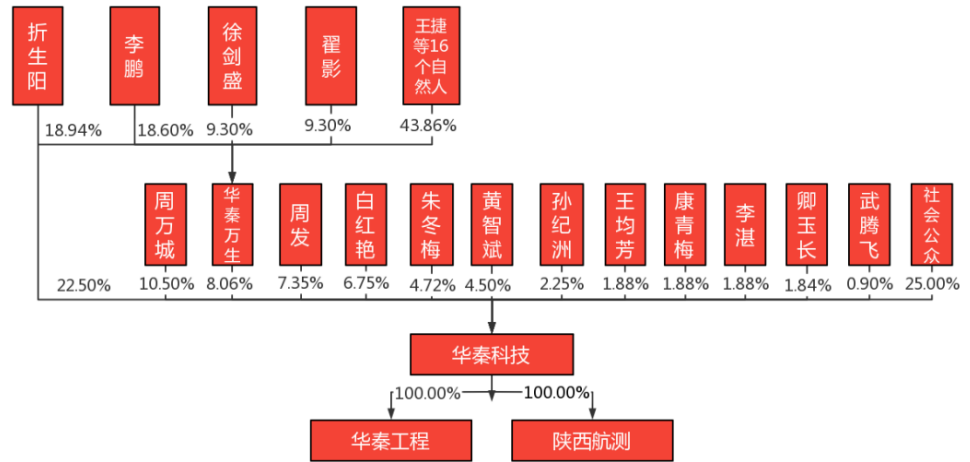 折生阳
李鹏
徐剑盛
翟影
王捷等16个自然人
18.94%
18.60%
9.30%
9.30%
43.86%
周万城
华秦万生
周发
白红艳
朱冬梅
黄智斌
孙纪洲
王均芳
康青梅
李湛
卿玉长
武腾飞
社会公众
22.50%
10.50%
8.06%
7.35%
6.75%
4.72%
4.50%
2.25%
1.88%
1.88%
1.88%
1.84%
0.90%
25.00%
华秦科技
100.00%
100.00%
华秦工程
陕西航测